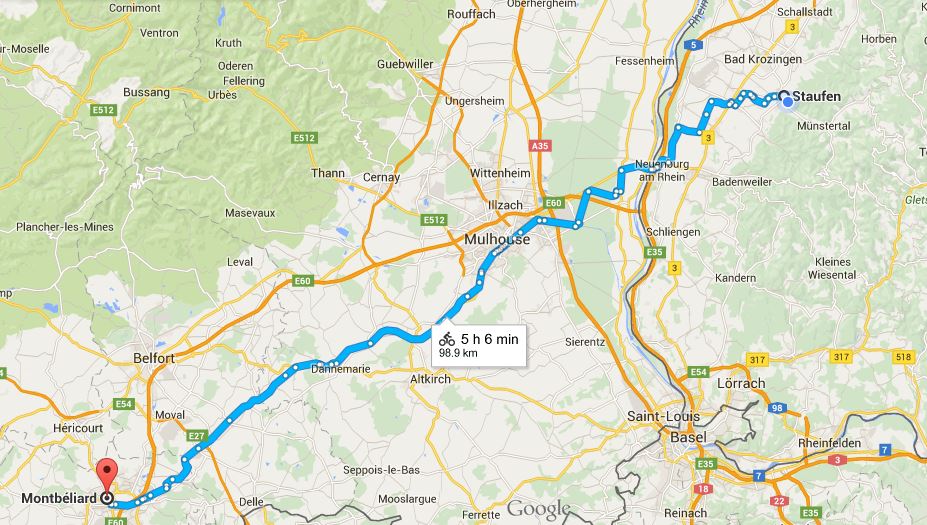 Cornimont
Oberhergheim
Rouffach
Schallstadt
Ventron
ur-Moselle
Kruth
Horben
Rhein
5
3
Fessenheim
Bad Krozingen
Guebwiller
Oderen
Fellering
Urbès
Bussang
Ungersheim
Staufen
E512
Münstertal
E512
A35
3
Thann
Cernay
Wittenheim
Neuenburg
am Rhein
Badenweiler
Masevaux
E512
Illzach
E60
Plancher-les-Mines
Mulhouse
Schliengen
Leval
E35
3
Kleines
Wiesental
Kandern
E60
5 h 6 min
98.9 km
Sierentz
Belfort
Dannemarie
Altkirch
317
317
518
E54
Lörrach
E54
Moval
98
Saint-Louis
Héricourt
E27
Basel
Rheinfelden
7
3
E35
7
Seppois-le-Bas
Montbéliard
Delle
Mooslargue
18
22
Google
Ferrette
Reinach
E60